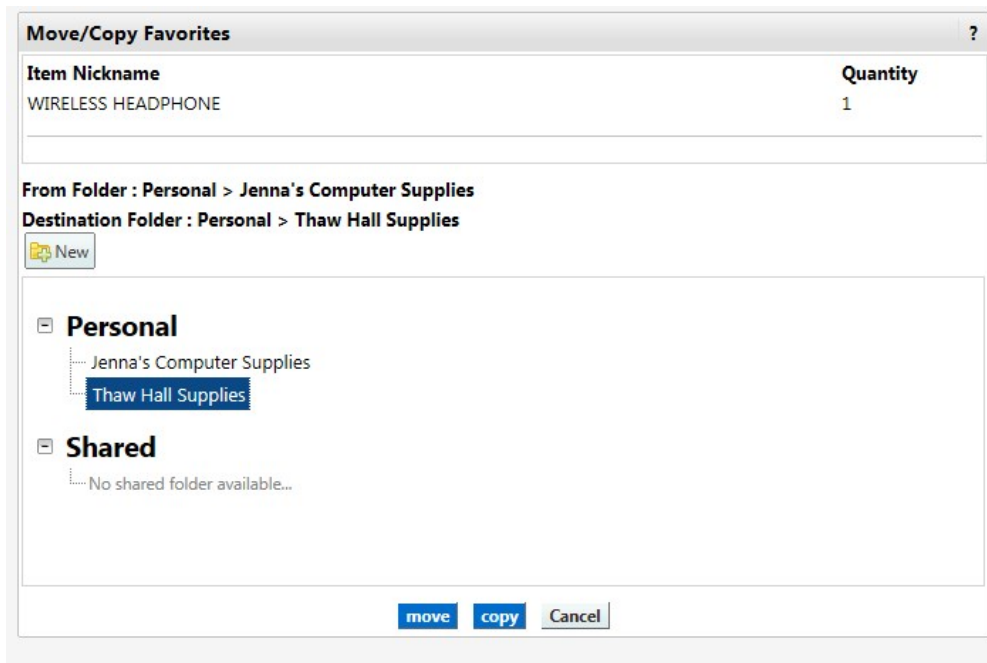 Move/Copy Favorites ?
Item Nickname Quantity
WIRELESS HEADPHONE 1
From Folder : Personal > Jenna's Computer Supplies
Destination Folder : Personal > Thaw Hall Supplies
New
Personal
Jenna's Computer Supplies
Thaw Hall Supplies
Shared
No shared folder available...
move copy Cancel